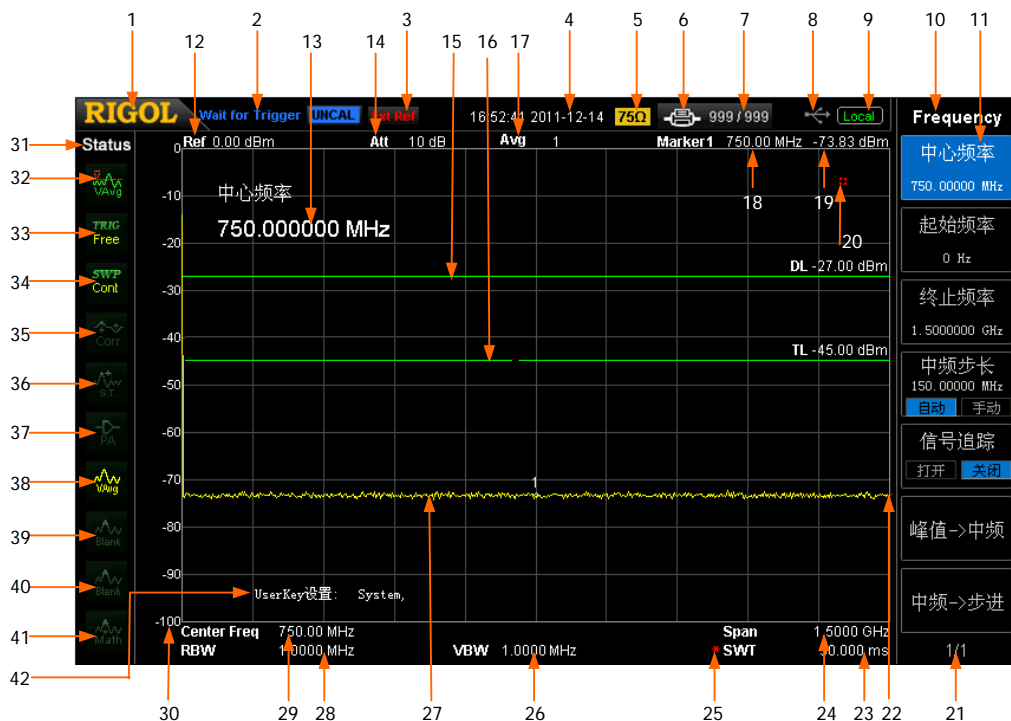 1 2 3 4 5 6 7 8 9 10 11
12 13 14 15 16 17
RIGOL Wait for Trigger UNCAL Ext Ref 16:52:41 2011-12-14 75Ω 999 / 999 Local Frequency
31 Status Ref 0.00 dBm Att 10 dB Avg 1 Marker1 750.00 MHz -73.83 dBm
0
中心频率
750.00000 MHz
32 VAvg
-10 中心频率
18 19
750.000000 MHz
起始频率
0 Hz
33 TRIG
Free
-20
20
DL -27.00 dBm
34 SWP
Cont
-30
终止频率
1.5000000 GHz
35 Corr
-40
TL -45.00 dBm
中频步长
150.00000 MHz
自动 手动
36 S.T.
-50
37 PA
-60
信号追踪
打开 关闭
38 VAvg
-70
1
39 Blank
-80
峰值->中频
40 Blank
-90
UserKey设置: System,
中频->步进
41 Math
-100
Center Freq 750.00 MHz Span 1.5000 GHz
RBW 1.0000 MHz VBW 1.0000 MHz *SWT 50.000 ms
1/1
42
30 29 28 27 26 25 24 23 22 21